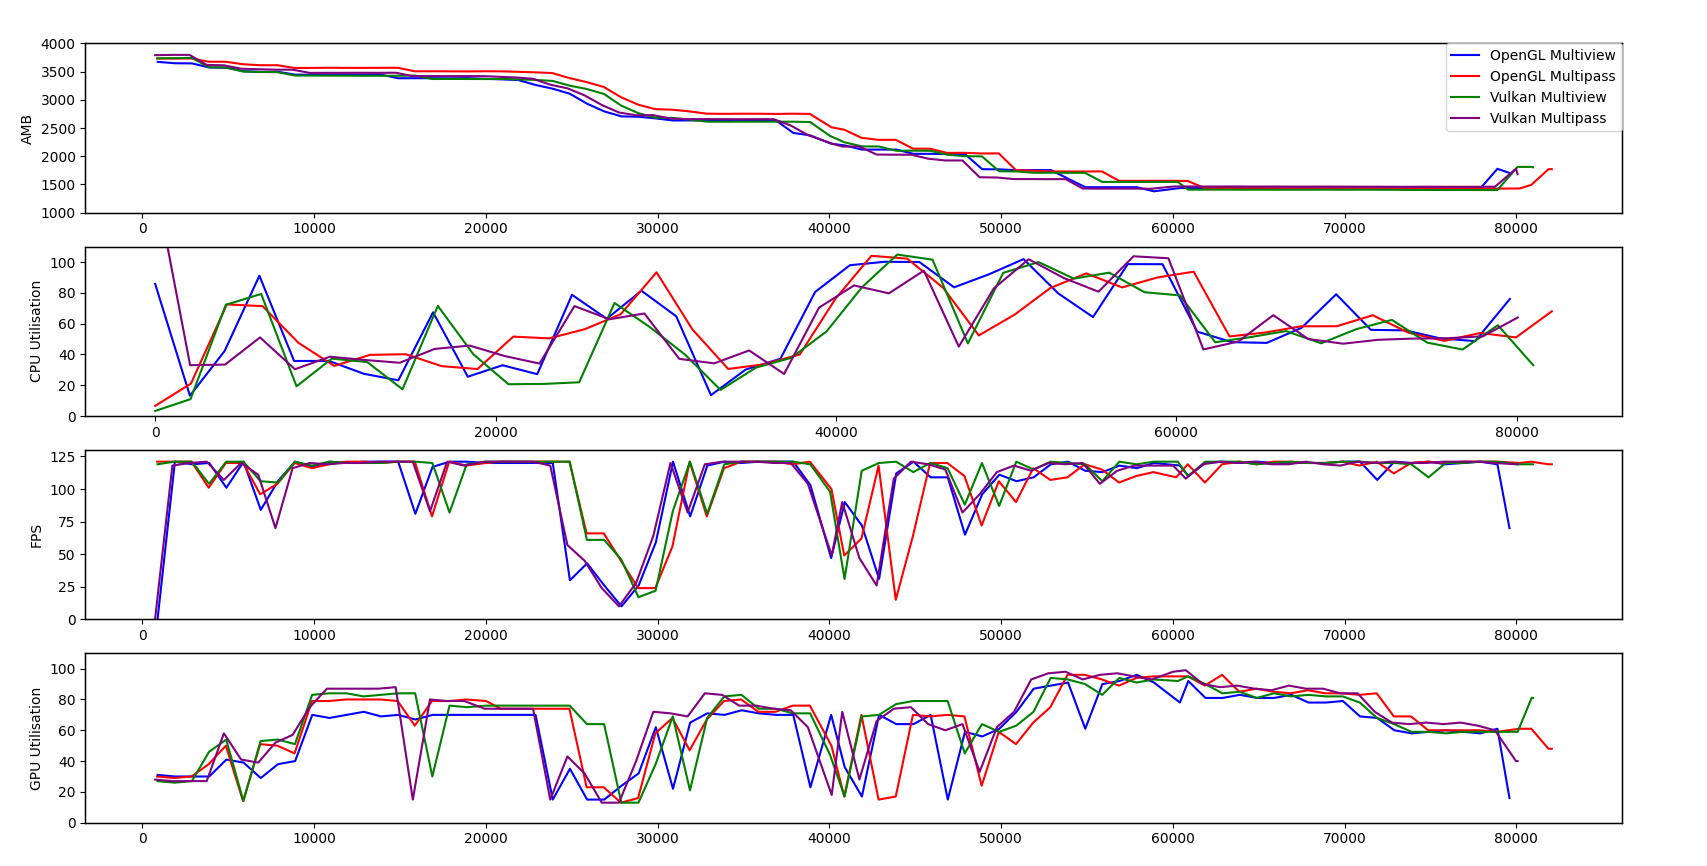 4000
3500
3000
2500
2000
1500
1000
AMB
OpenGL Multiview
OpenGL Multipass
Vulkan Multiview
Vulkan Multipass
0 10000 20000 30000 40000 50000 60000 70000 80000
100
80
60
40
20
0
CPU Utilisation
0 20000 40000 60000 80000
125
100
75
50
25
0
FPS
0 10000 20000 30000 40000 50000 60000 70000 80000
100
80
60
40
20
0
GPU Utilisation
0 10000 20000 30000 40000 50000 60000 70000 80000